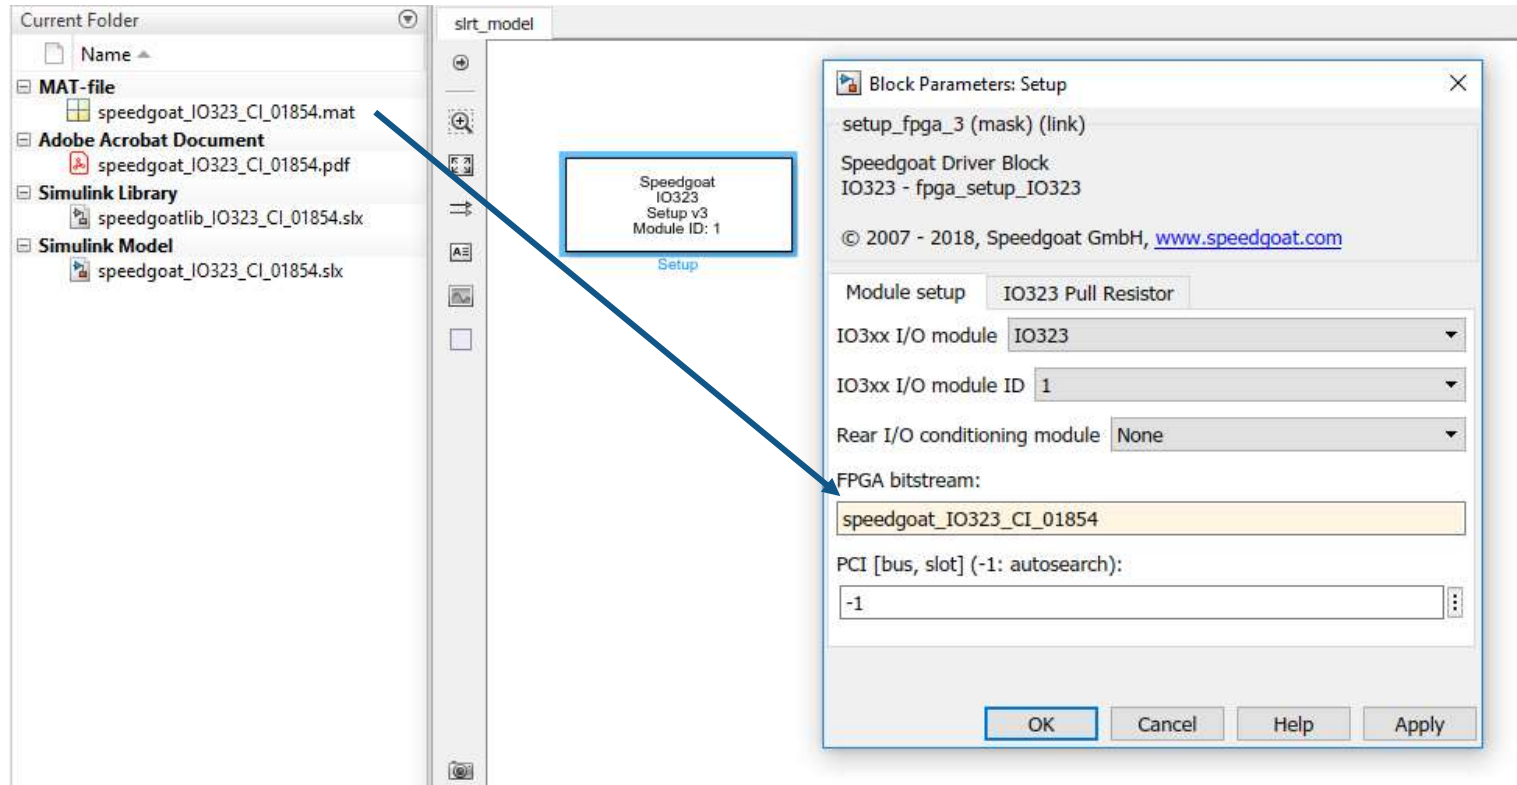 Current Folder
Name
MAT-file
speedgoat_IO323_CI_01854.mat
Adobe Acrobat Document
speedgoat_IO323_CI_01854.pdf
Simulink Library
speedgoatlib_IO323_CI_01854.slx
Simulink Model
speedgoat_IO323_CI_01854.slx
slrt_model
A≡
Speedgoat
IO323
Setup v3
Module ID: 1
Setup
Block Parameters: Setup
setup_fpga_3 (mask) (link)
Speedgoat Driver Block
IO323 - fpga_setup_IO323
© 2007 - 2018, Speedgoat GmbH, www.speedgoat.com
Module setup IO323 Pull Resistor
IO3xx I/O module IO323
IO3xx I/O module ID 1
Rear I/O conditioning module None
FPGA bitstream:
speedgoat_IO323_CI_01854
PCI [bus, slot] (-1: autosearch):
-1
OK Cancel Help Apply